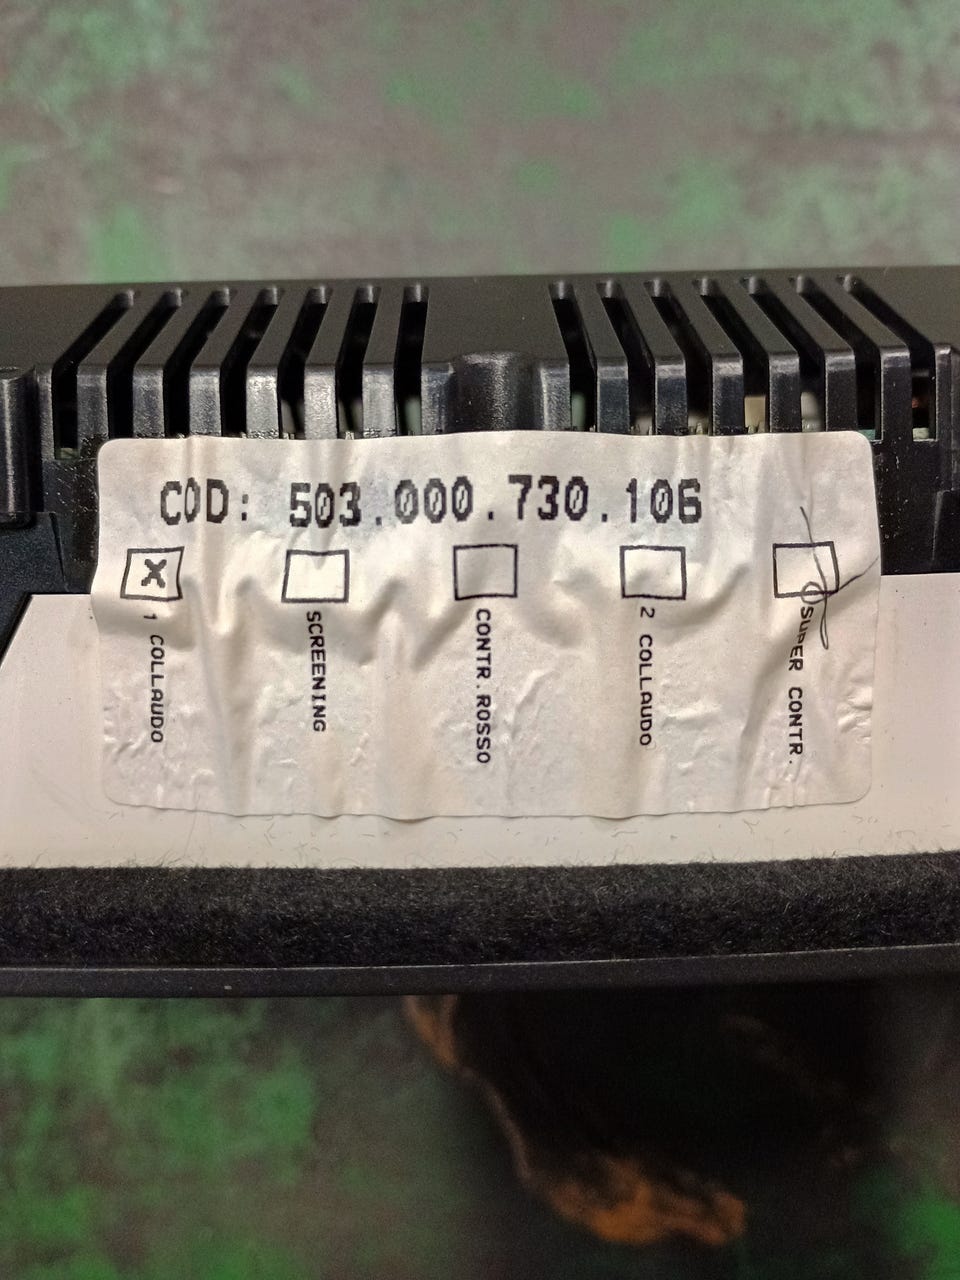 COD: 503.000.730.106
X
1 COLLAUDO
SCREENING
CONTR.ROSSO
2 COLLAUDO
SUPER CONTR.